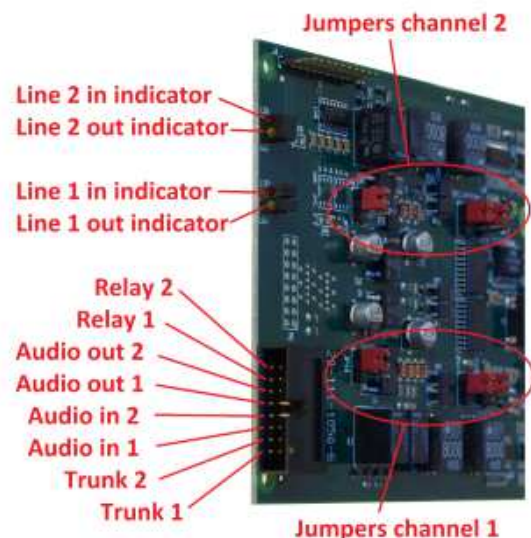 Jumpers channel 2
Line 2 in indicator
Line 2 out indicator
Line 1 in indicator
Line 1 out indicator
Relay 2
Relay 1
Audio out 2
Audio out 1
Audio in 2
Audio in 1
Trunk 2
Trunk 1
Jumpers channel 1